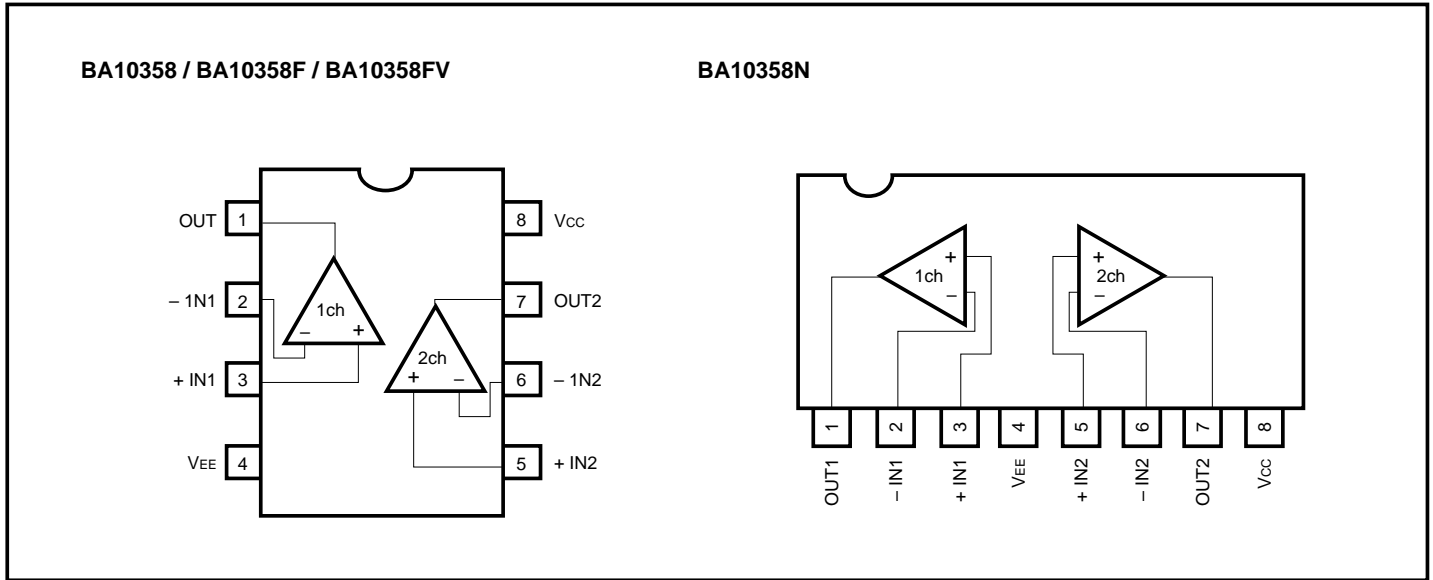 BA10358 / BA10358F / BA10358FV
OUT 1
8 VCC
– 1N1 2
7 OUT2
+ IN1 3
6 – 1N2
VEE 4
5 + IN2
1ch
– +
2ch
+ –
BA10358N
1ch
+
–
2ch
+
–
1 2 3 4 5 6 7 8
OUT1
– IN1
+ IN1
VEE
+ IN2
– IN2
OUT2
VCC